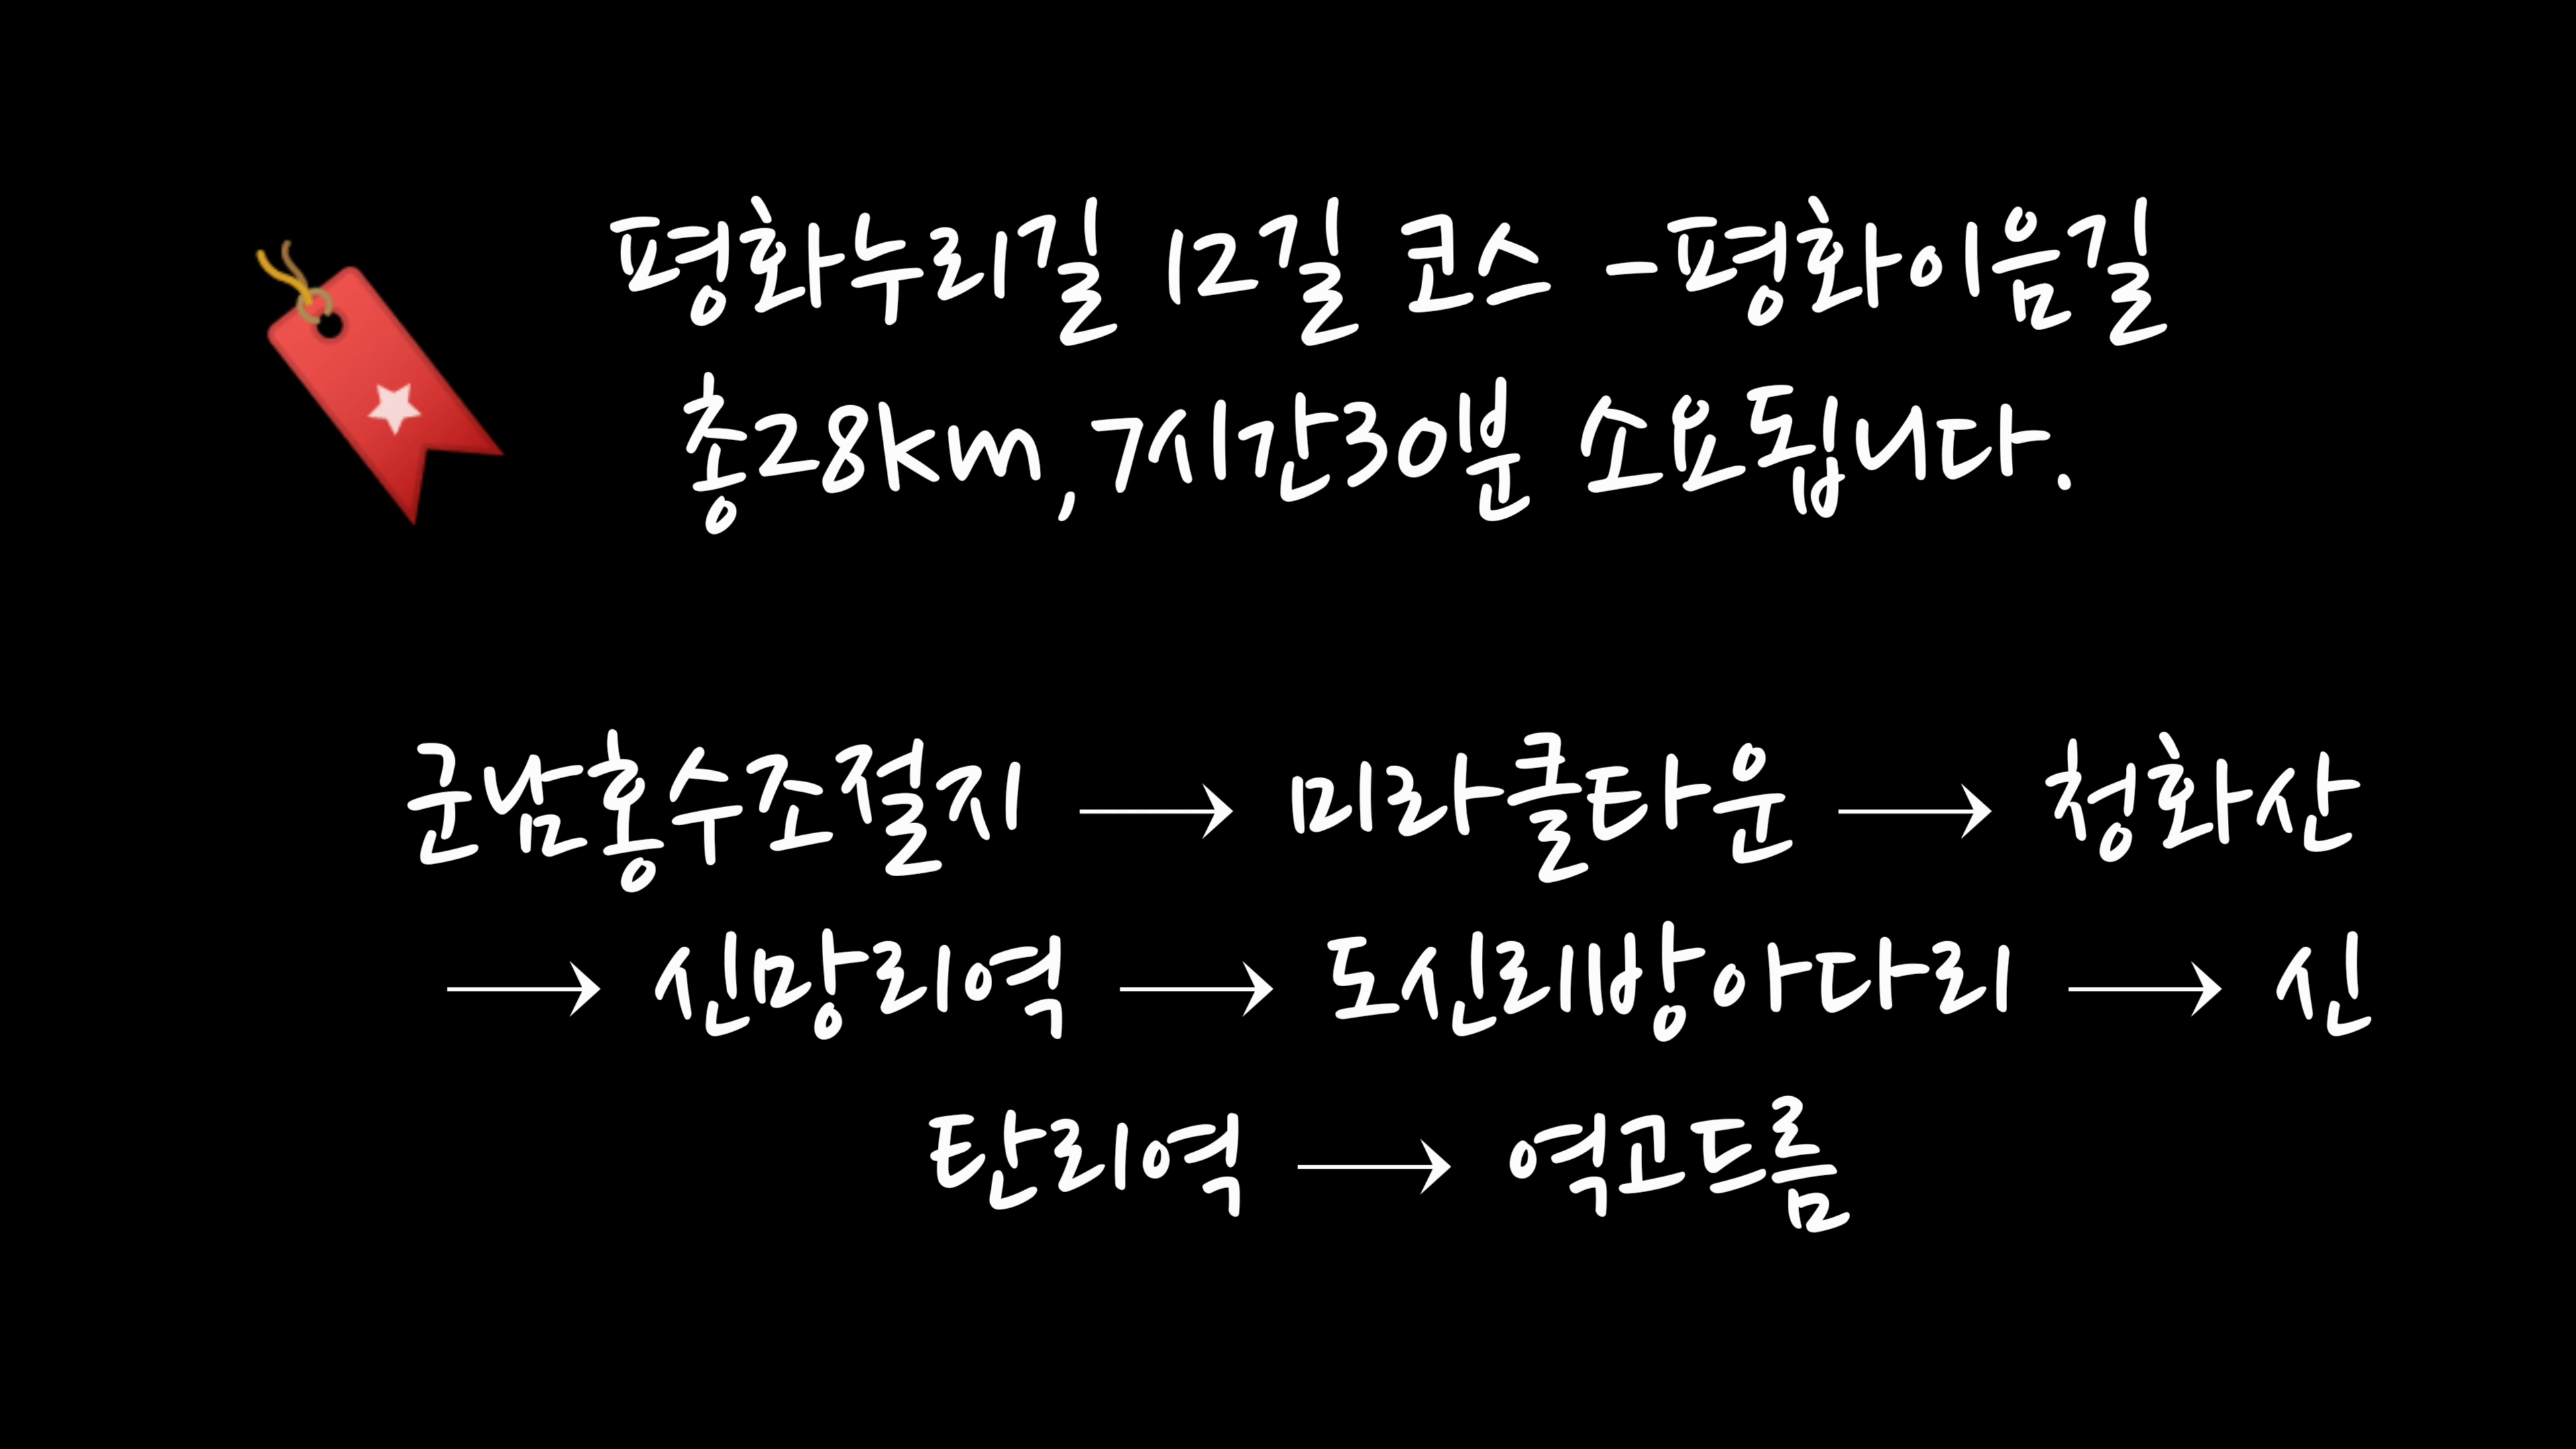 평화누리길 12길 코스 -평화이음길
총28km,7시간30분 소요됩니다.
군남홍수조절지 → 미라클타운 → 청화산
→ 신망리역 → 도신리방아다리 → 신
탄리역 → 역고드름